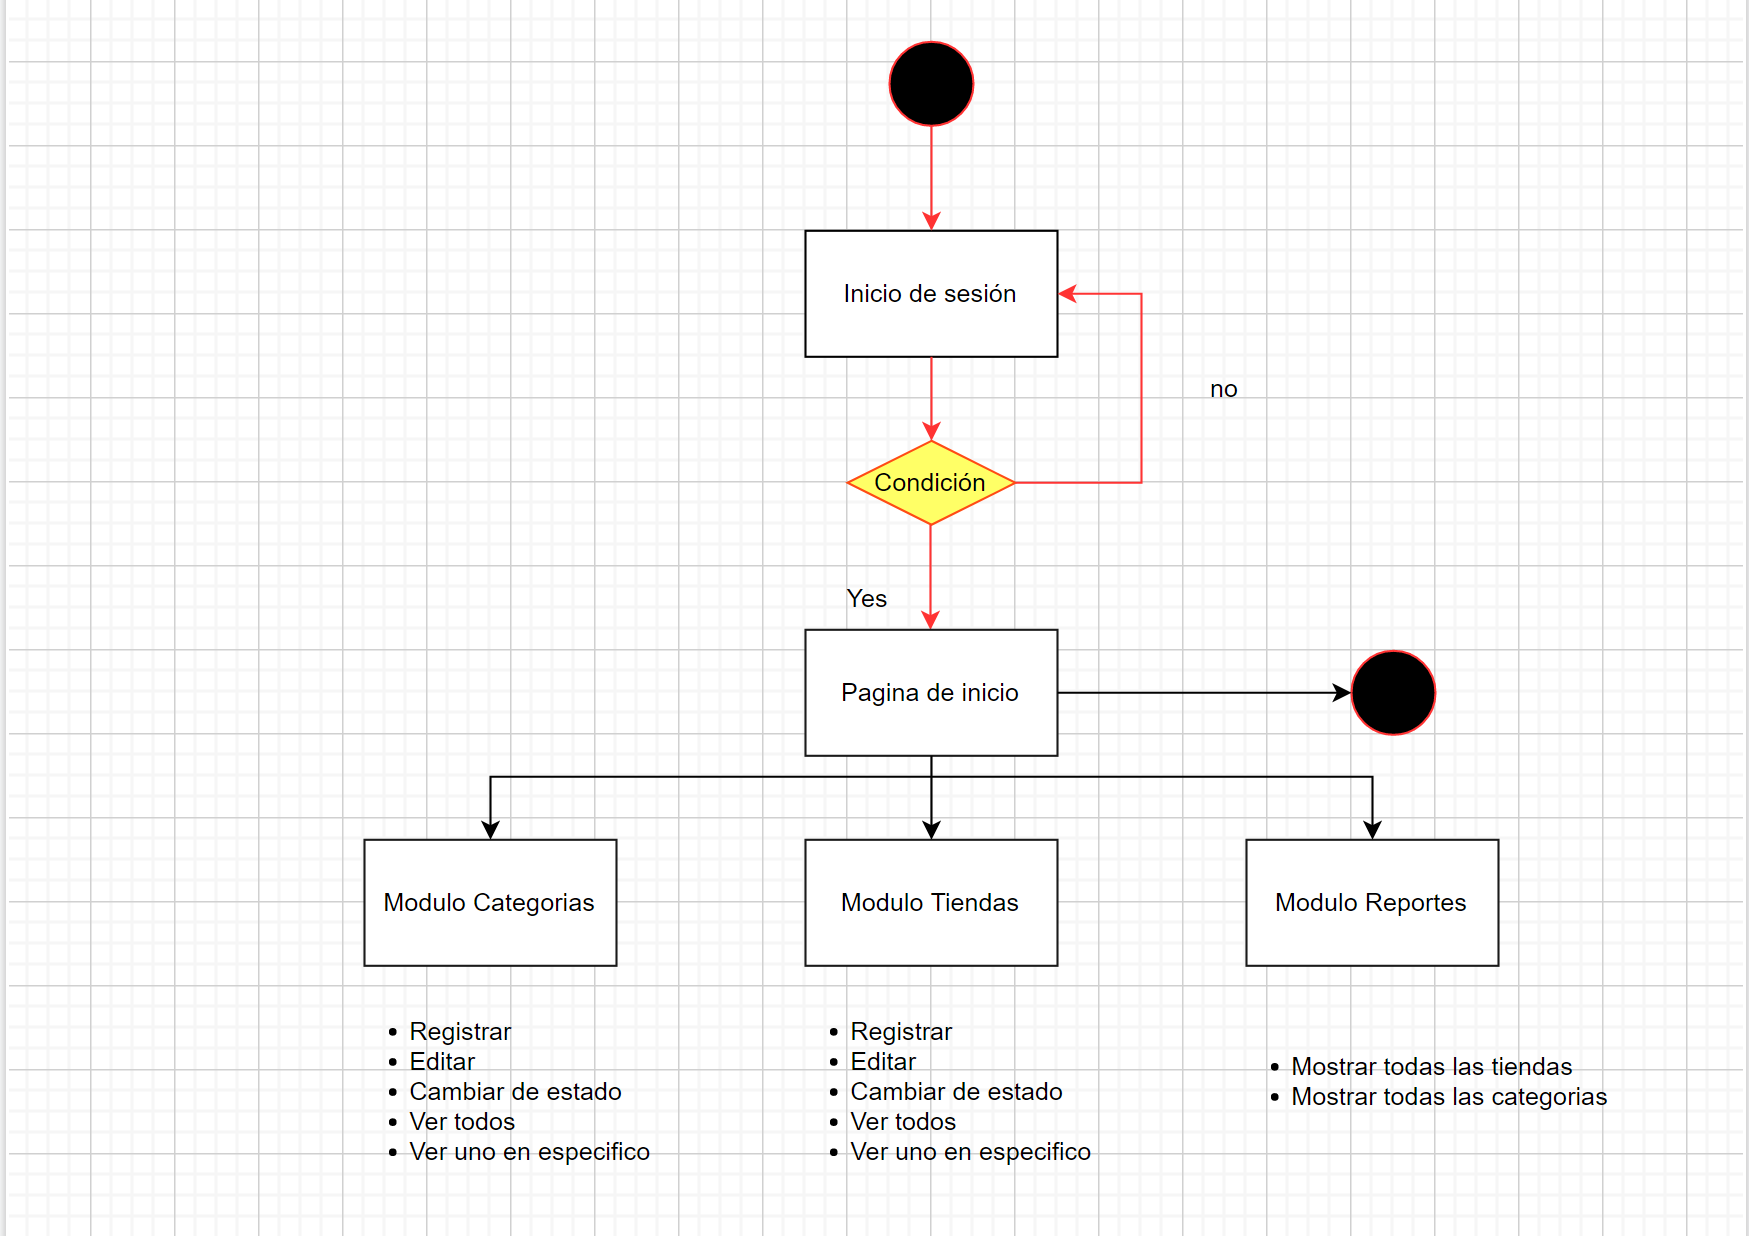 Inicio de sesión
no
Condición
Yes
Pagina de inicio
Modulo Categorias
Modulo Tiendas
Modulo Reportes
Registrar
Editar
Cambiar de estado
Ver todos
Ver uno en especifico
Registrar
Editar
Cambiar de estado
Ver todos
Ver uno en especifico
Mostrar todas las tiendas
Mostrar todas las categorias